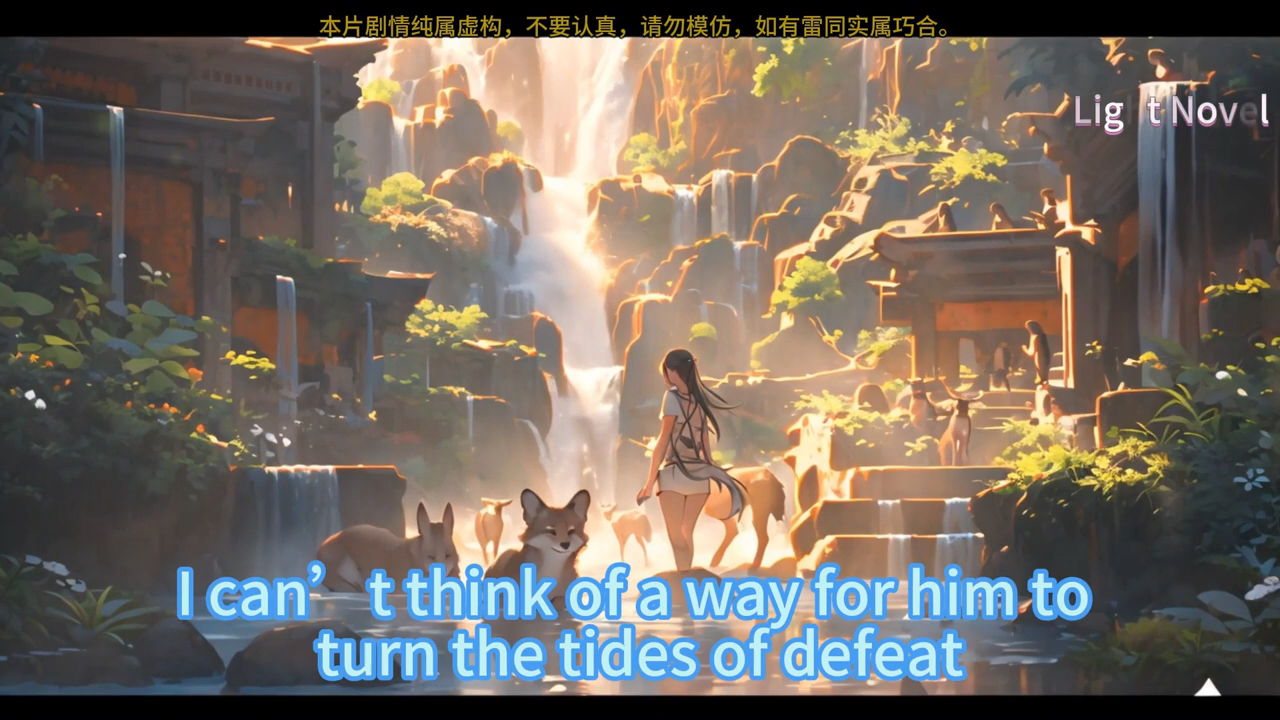 本片剧情纯属虚构，不要认真，请勿模仿，如有雷同实属巧合。
Lig t Novel
I can’t think of a way for him to
turn the tides of defeat